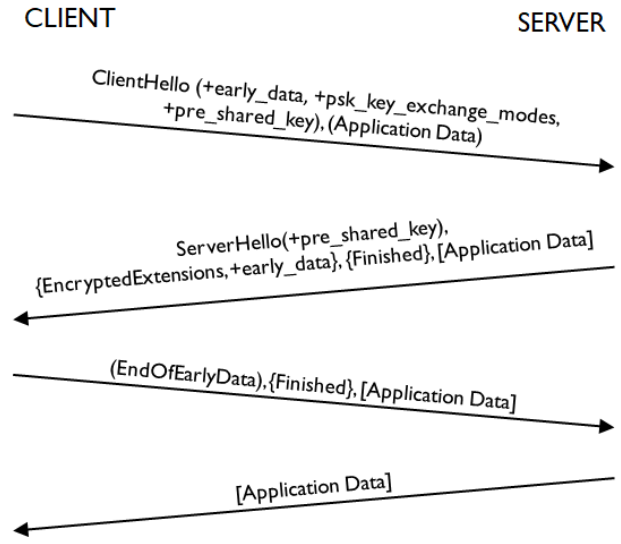 CLIENT
SERVER
ClientHello (+early_data, +psk_key_exchange_modes,
+pre_shared_key), (Application Data)
ServerHello(+pre_shared_key),
{EncryptedExtensions,+early_data}, {Finished}, [Application Data]
(EndOfEarlyData),{Finished}, [Application Data]
[Application Data]